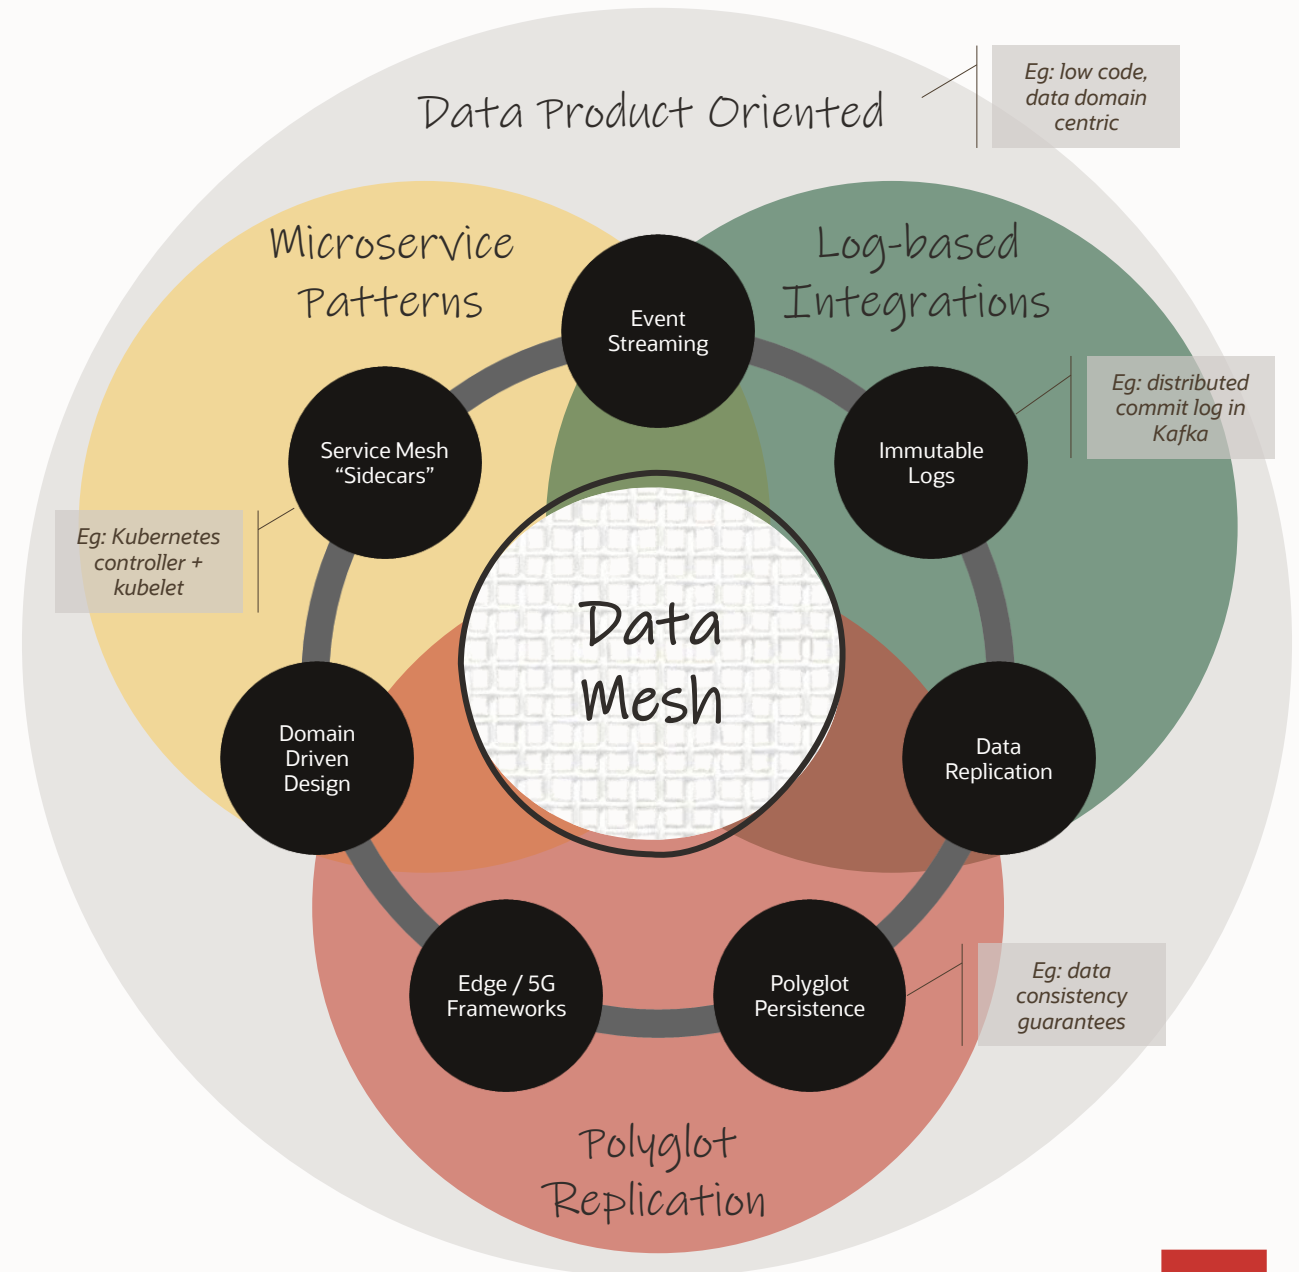 Data Product Oriented
Eg: low code,
data domain
centric
Microservice
Patterns
Log-based
Integrations
Event
Streaming
Eg: distributed
commit log in
Kafka
Service Mesh
“Sidecars”
Immutable
Logs
Eg: Kubernetes
controller +
kubelet
Data
Mesh
Domain
Driven
Design
Data
Replication
Edge / 5G
Frameworks
Polyglot
Persistence
Eg: data
consistency
guarantees
Polyglot
Replication